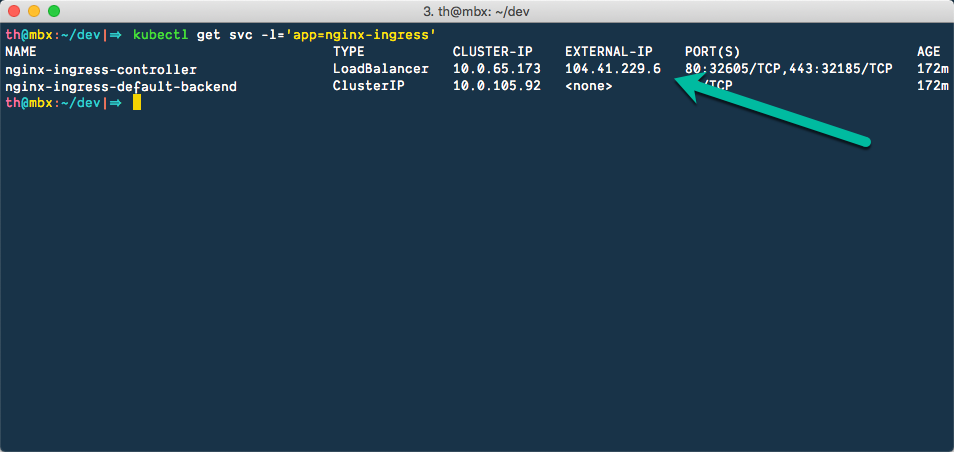 3. th@mbx: ~/dev
th@mbx:~/dev|⇒ kubectl get svc -l='app=nginx-ingress'
NAME TYPE CLUSTER-IP EXTERNAL-IP PORT(S) AGE
nginx-ingress-controller LoadBalancer 10.0.65.173 104.41.229.6 80:32605/TCP,443:32185/TCP 172m
nginx-ingress-default-backend ClusterIP 10.0.105.92 <none> /TCP 172m
th@mbx:~/dev|⇒